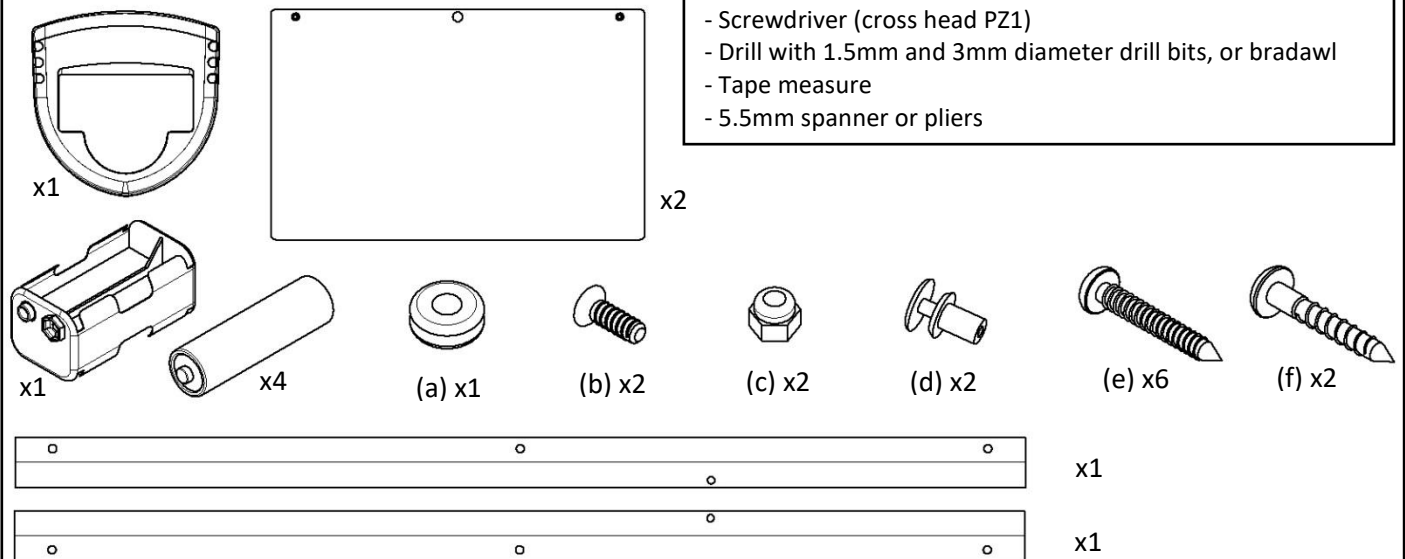 - Screwdriver (cross head PZ1)
- Drill with 1.5mm and 3mm diameter drill bits, or bradawl
- Tape measure
- 5.5mm spanner or pliers
x1
x2
x1
x4
(a) x1
(b) x2
(c) x2
(d) x2
(e) x6
(f) x2
x1
x1